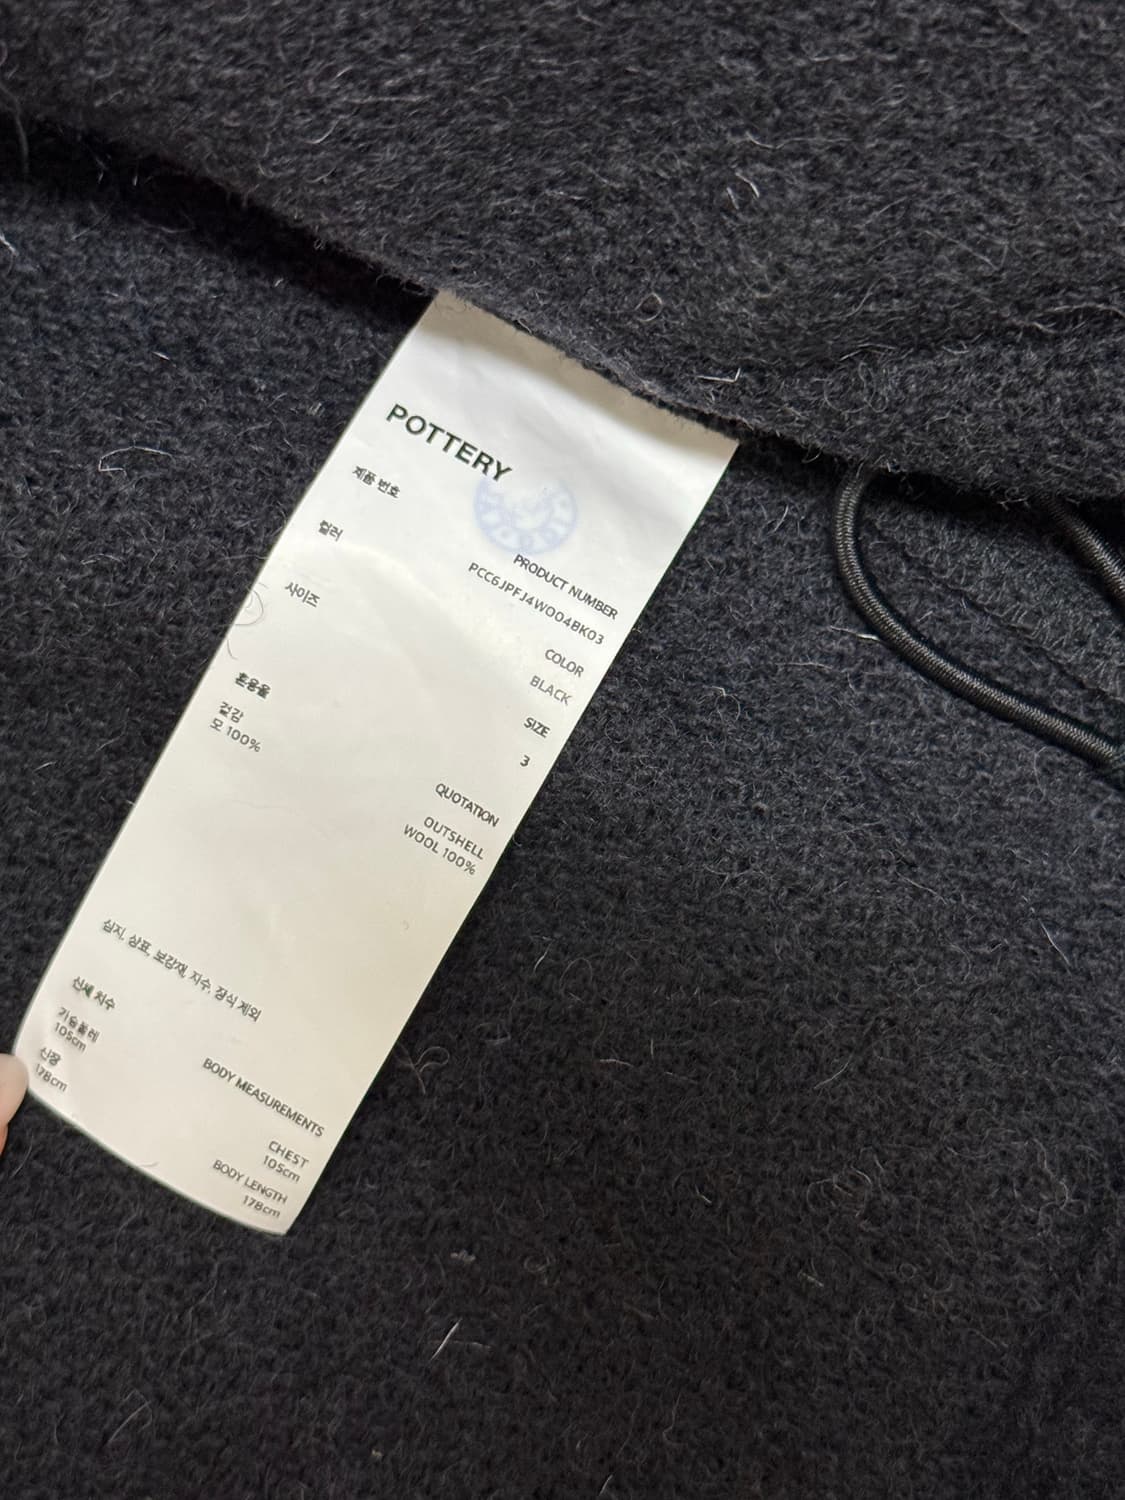 POTTERY
제품 번호
PRODUCT NUMBER
PCC6JPFJ4WO04BK03
컬러
COLOR
BLACK
사이즈
SIZE
3
혼용율
QUOTATION
겉감
모 100%
OUTSHELL
WOOL 100%
심지, 상표, 보강재, 자수, 장식 제외
신체 치수
BODY MEASUREMENTS
가슴둘레
105cm
CHEST
105cm
신장
178cm
BODY LENGTH
178cm